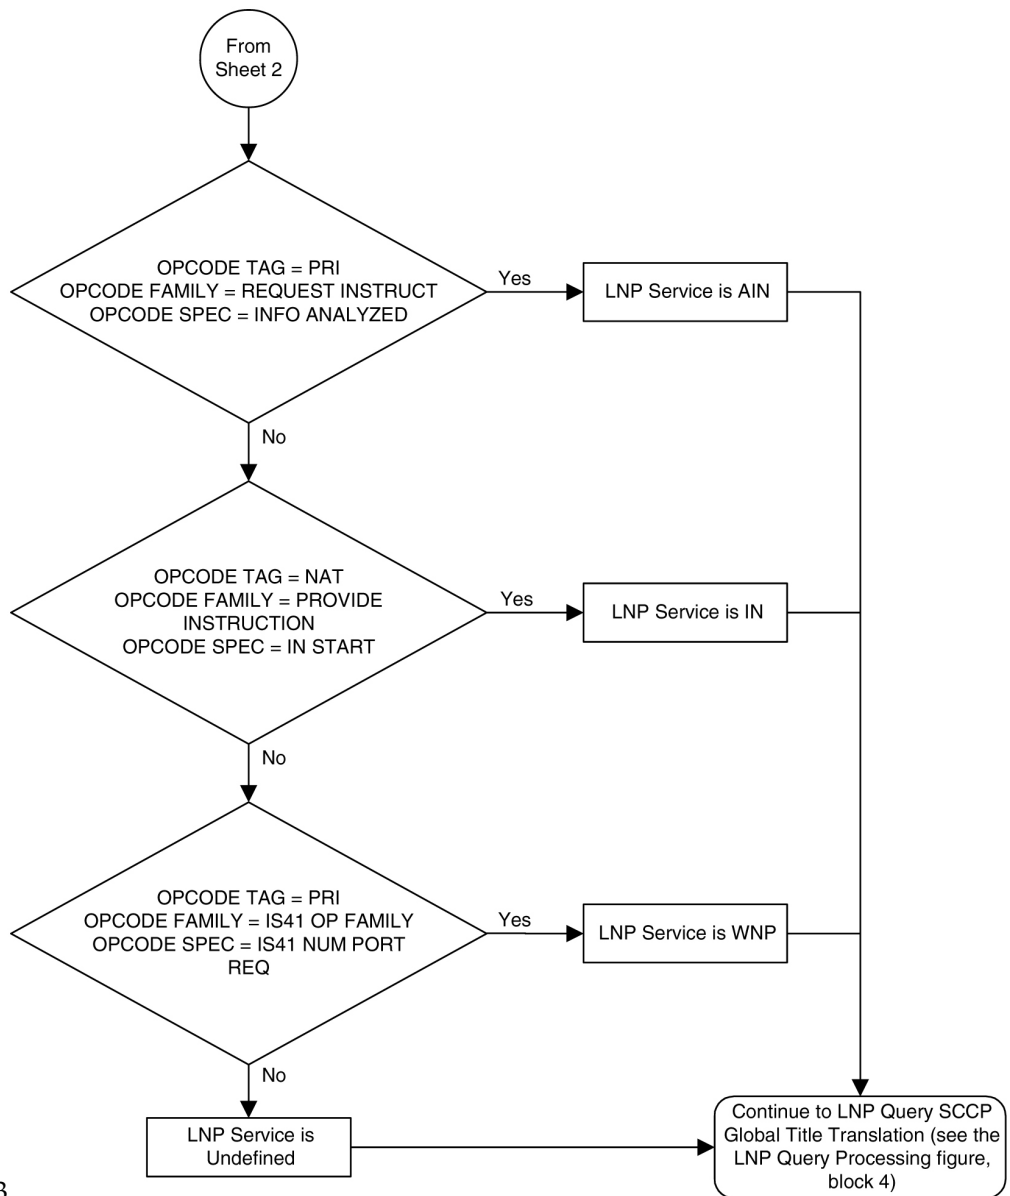 From
Sheet 2
OPCODE TAG = PRI
OPCODE FAMILY = REQUEST INSTRUCT
OPCODE SPEC = INFO ANALYZED
Yes
LNP Service is AIN
No
OPCODE TAG = NAT
OPCODE FAMILY = PROVIDE
INSTRUCTION
OPCODE SPEC = IN START
Yes
LNP Service is IN
No
OPCODE TAG = PRI
OPCODE FAMILY = IS41 OP FAMILY
OPCODE SPEC = IS41 NUM PORT
REQ
Yes
LNP Service is WNP
No
LNP Service is
Undefined
Continue to LNP Query SCCP
Global Title Translation (see the
LNP Query Processing figure,
block 4)